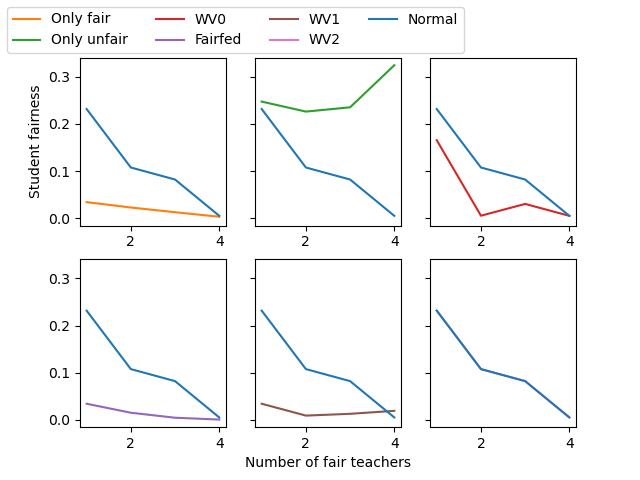 Only fair WV0 WV1 Normal
Only unfair Fairfed WV2
0.3
0.2
0.1
0.0
Student fairness
2 4 2 4 2 4
0.3
0.2
0.1
0.0
2 4 2 4 2 4
Number of fair teachers